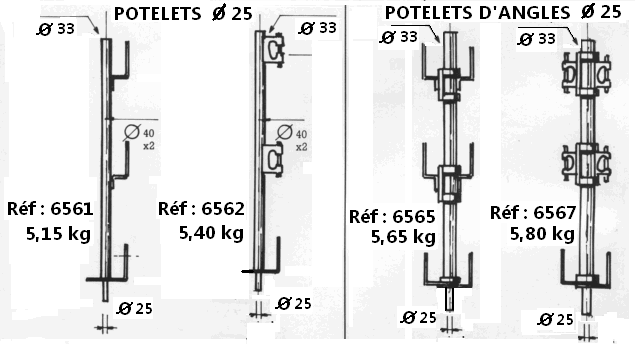 POTELETS Ø 25
Ø 33
Ø 33
Ø 40
x2
Ø 40
x2
Réf : 6561
5,15 kg
Réf : 6562
5,40 kg
Ø 25
Ø 25
POTELETS D'ANGLES Ø 25
Ø 33
Ø 33
Réf : 6565
5,65 kg
Réf : 6567
5,80 kg
Ø 25
Ø 25